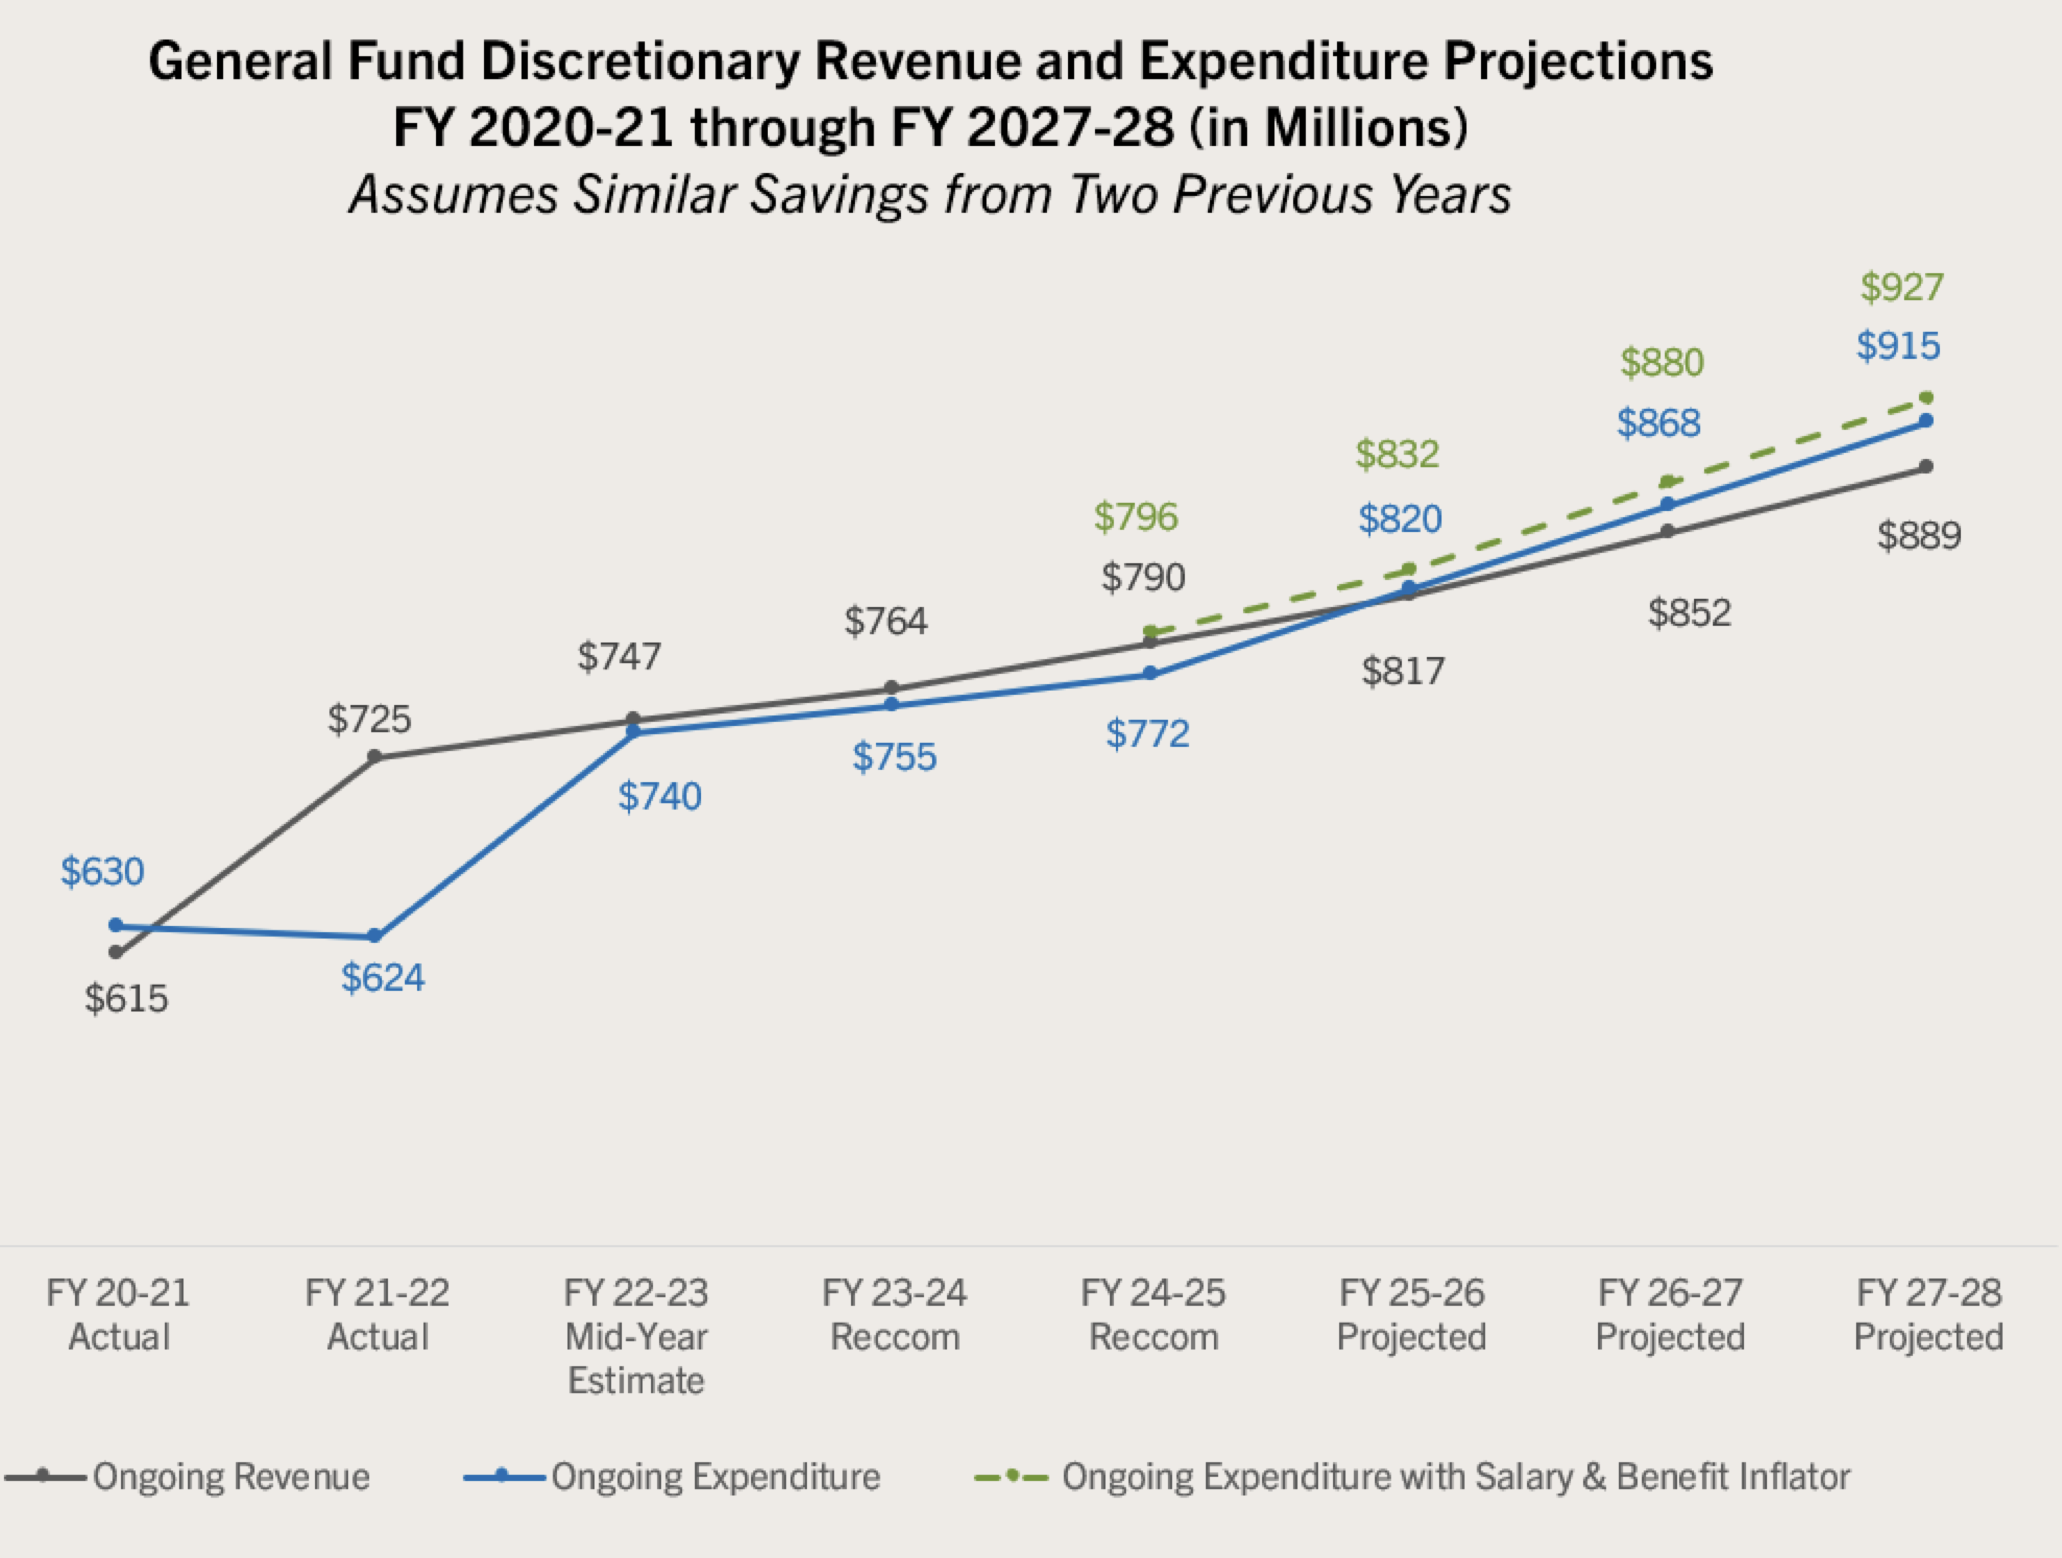 General Fund Discretionary Revenue and Expenditure Projections
FY 2020-21 through FY 2027-28 (in Millions)
Assumes Similar Savings from Two Previous Years
$927
$915
$880
$868
$832
$820
$889
$796
$790
$852
$764
$817
$747
$772
$725
$755
$740
$630
$624
$615
FY 20-21 FY 21-22 FY 22-23 FY 23-24 FY 24-25 FY 25-26 FY 26-27 FY 27-28
Actual Actual Mid-Year Reccom Reccom Projected Projected Projected
Estimate
Ongoing Revenue Ongoing Expenditure Ongoing Expenditure with Salary & Benefit Inflator